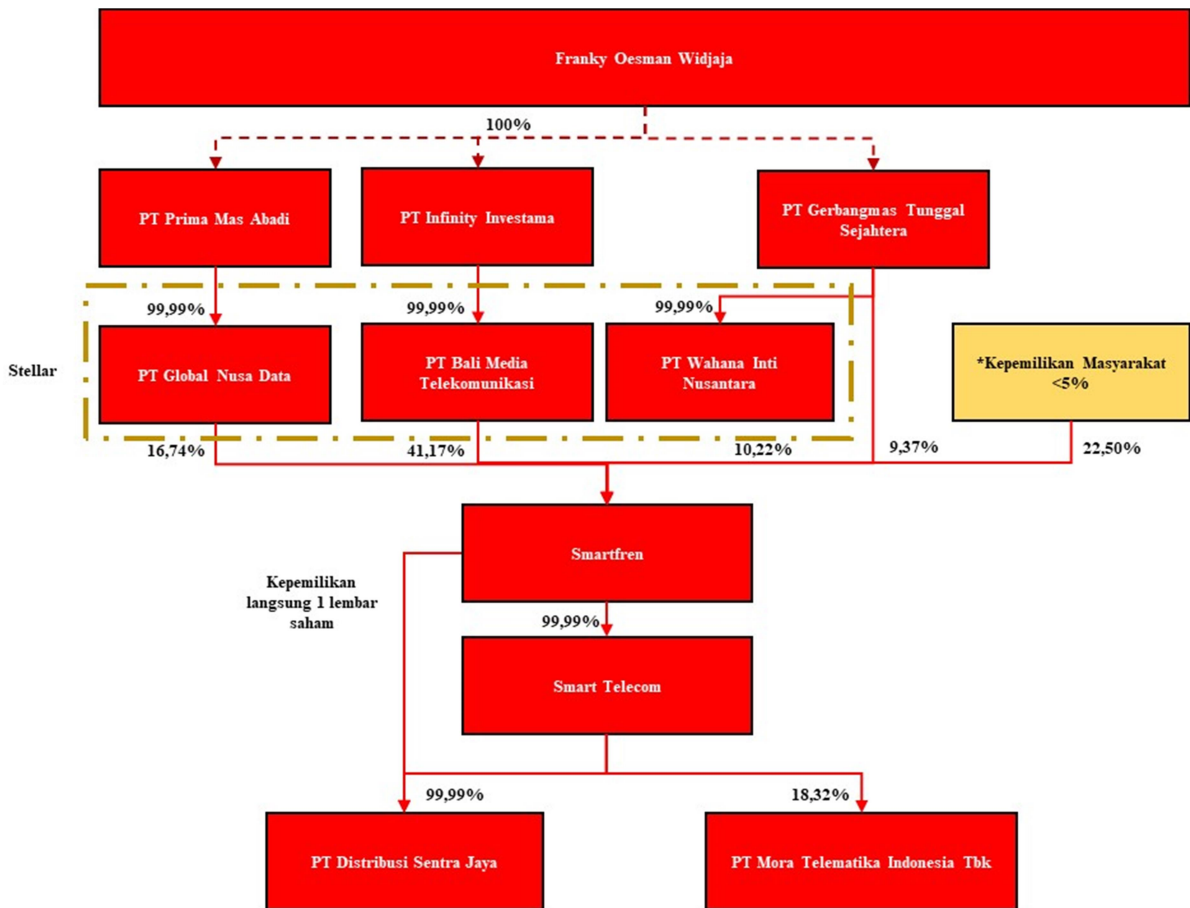 Franky Oesman Widjaja
100%
PT Prima Mas Abadi
PT Infinity Investama
PT Gerbangmas Tunggal
Sejahtera
99,99%
99,99%
99,99%
Stellar
PT Global Nusa Data
PT Bali Media
Telekomunikasi
PT Wahana Inti
Nusantara
*Kepemilikan Masyarakat
<5%
16,74%
41,17%
10,22%
9,37%
22,50%
Smartfren
Kepemilikan
langsung 1 lembar
saham
99,99%
Smart Telecom
99,99%
18,32%
PT Distribusi Sentra Jaya
PT Mora Telematika Indonesia Tbk